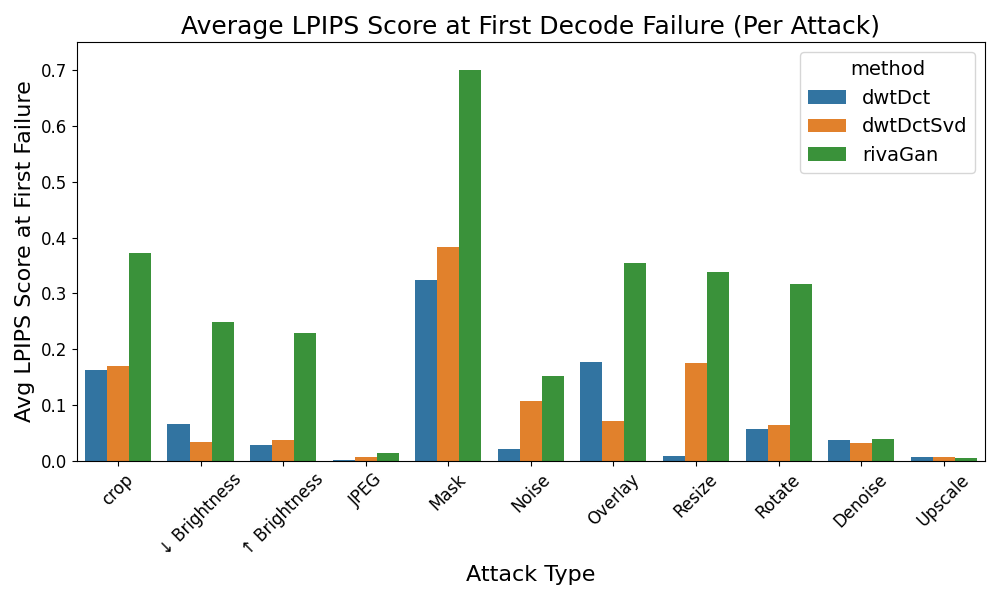 Average LPIPS Score at First Decode Failure (Per Attack)
Avg LPIPS Score at First Failure
0.7
0.6
0.5
0.4
0.3
0.2
0.1
0.0
method
dwtDct
dwtDctSvd
rivaGan
crop
↓ Brightness
↑ Brightness
JPEG
Mask
Noise
Overlay
Resize
Rotate
Denoise
Upscale
Attack Type